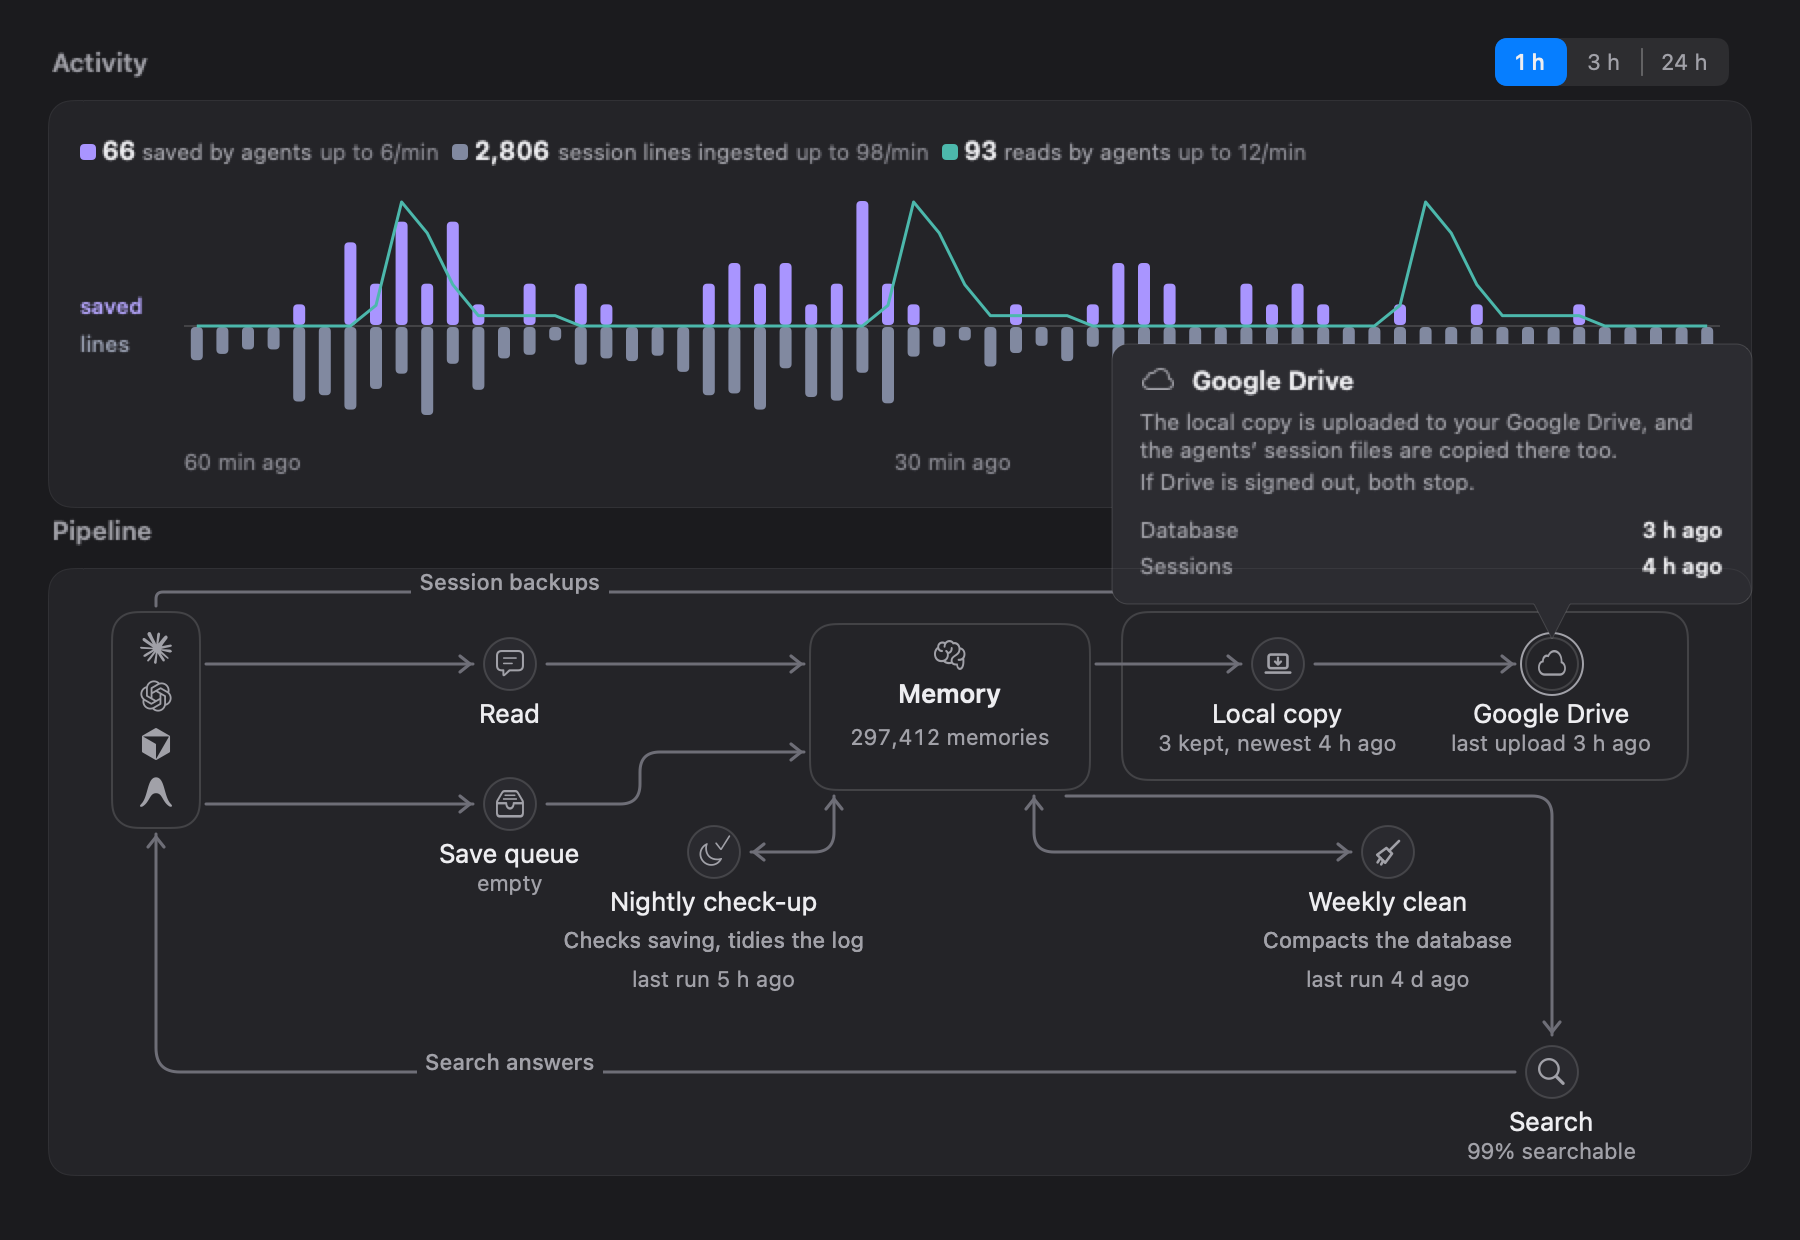 Activity
1 h
3 h
24 h
66 saved by agents up to 6/min
2,806 session lines ingested up to 98/min
93 reads by agents up to 12/min
saved
lines
60 min ago
30 min ago
Google Drive
The local copy is uploaded to your Google Drive, and
the agents’ session files are copied there too.
If Drive is signed out, both stop.
Database 3 h ago
Sessions 4 h ago
Pipeline
Session backups
Read
Memory
297,412 memories
Local copy
3 kept, newest 4 h ago
Google Drive
last upload 3 h ago
Save queue
empty
Nightly check-up
Checks saving, tidies the log
last run 5 h ago
Weekly clean
Compacts the database
last run 4 d ago
Search answers
Search
99% searchable